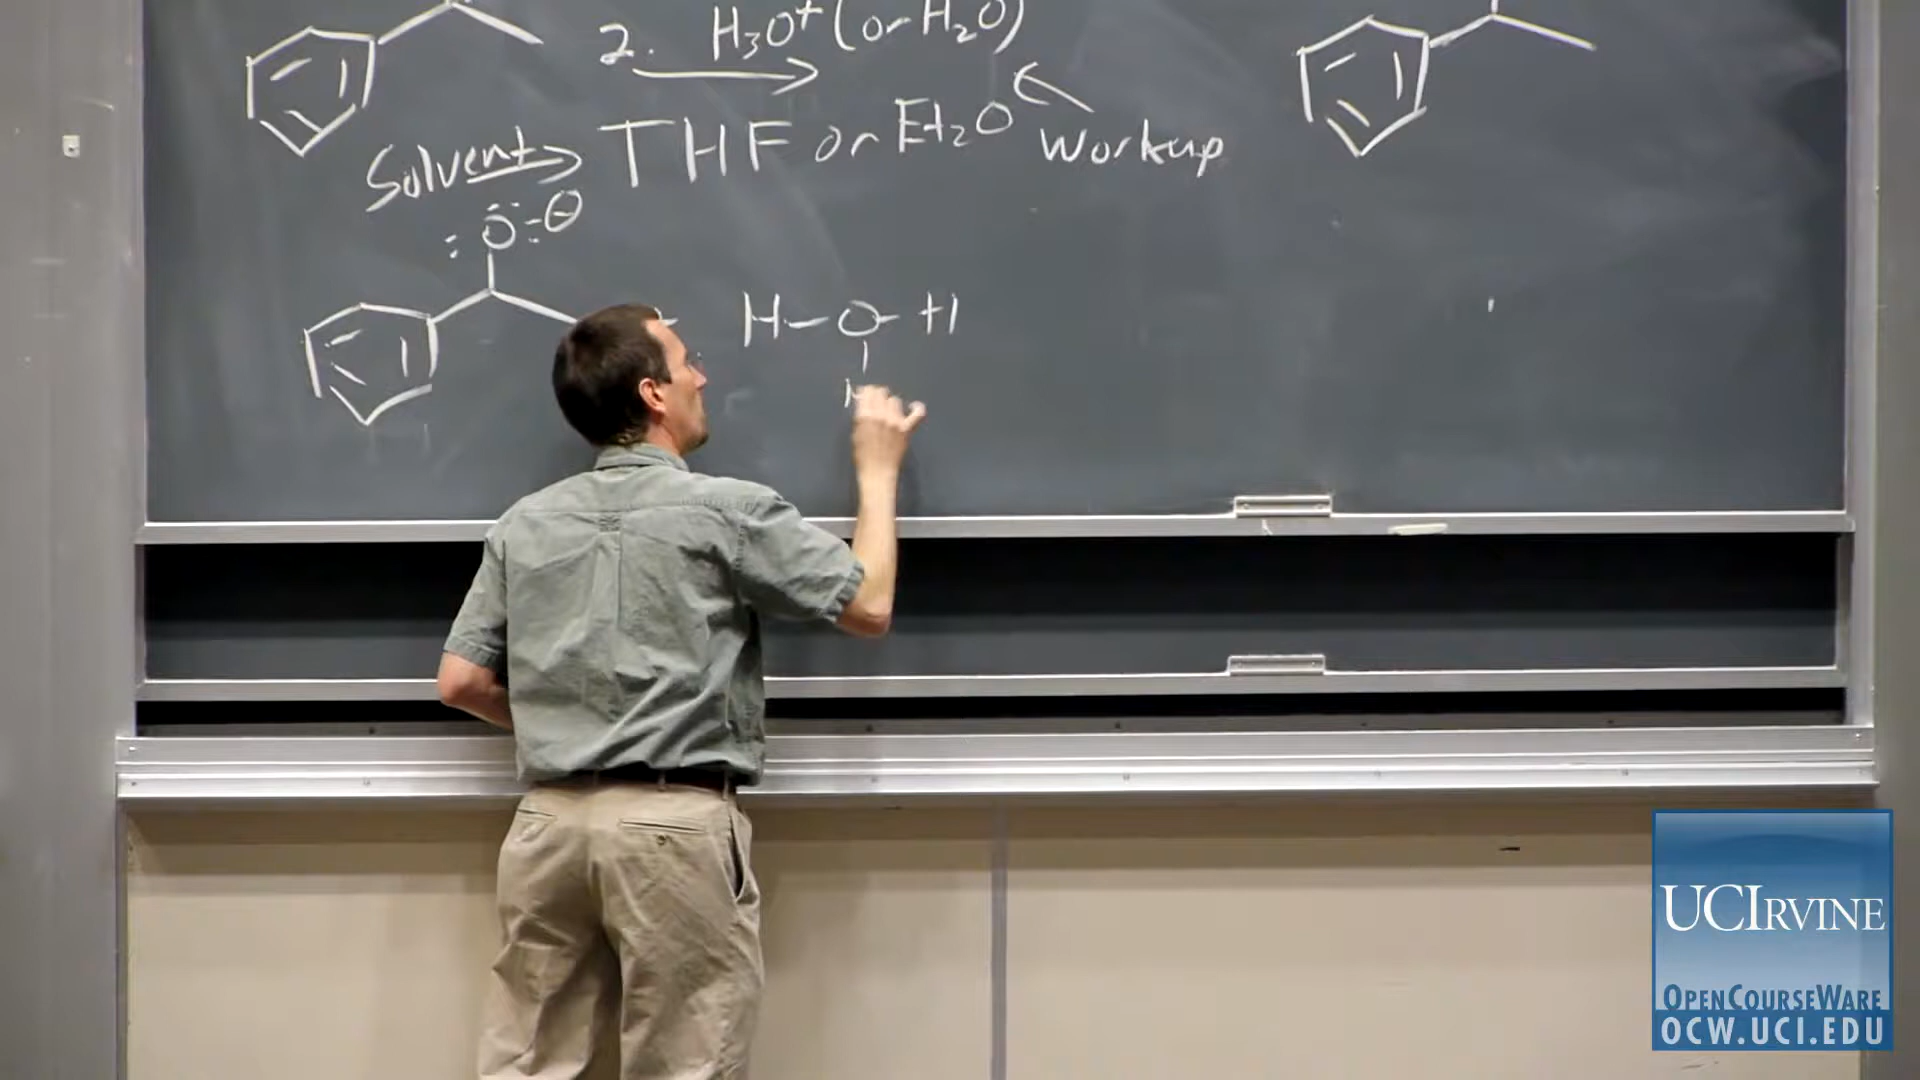 2. H₃O⁺ (or H₂O)
Solvent → THF or Et₂O
Workup
:Ö:⊖
+ H-O-H
H
UCIRVINE
OPENCOURSEWARE
OCW.UCI.EDU